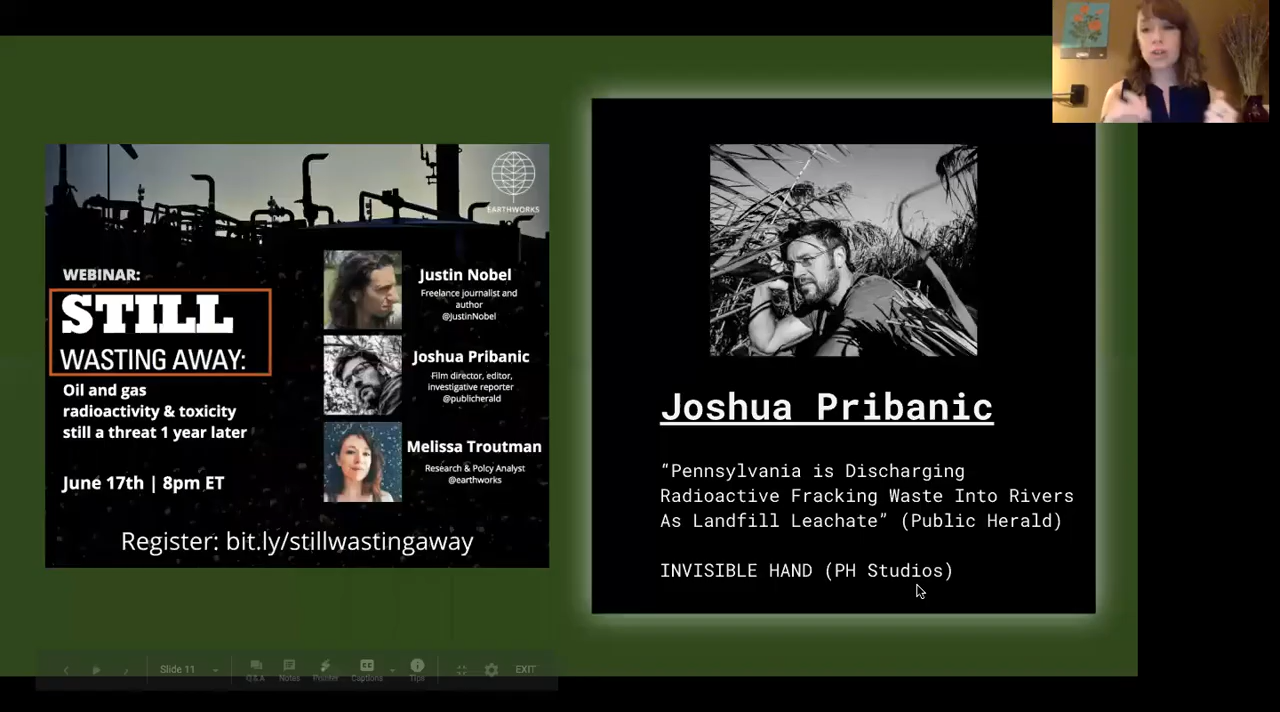 EARTHWORKS
WEBINAR:
STILL
WASTING AWAY:
Oil and gas
radioactivity & toxicity
still a threat 1 year later
June 17th | 8pm ET
Justin Nobel
Freelance journalist and
author
@JustinNobel
Joshua Pribanic
Film director, editor,
investigative reporter
@publicherald
Melissa Troutman
Research & Polcy Analyst
@earthworks
Register: bit.ly/stillwastingaway
Joshua Pribanic
“Pennsylvania is Discharging
Radioactive Fracking Waste Into Rivers
As Landfill Leachate” (Public Herald)
INVISIBLE HAND (PH Studios)
Slide 11
Q&A
Notes
Pointer
Captions
Tips
EXIT